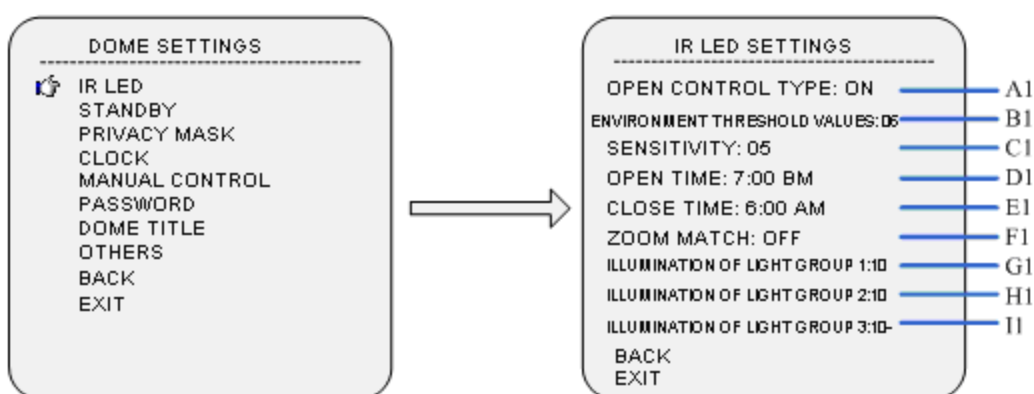 DOME SETTINGS
IR LED
STANDBY
PRIVACY MASK
CLOCK
MANUAL CONTROL
PASSWORD
DOME TITLE
OTHERS
BACK
EXIT
IR LED SETTINGS
OPEN CONTROL TYPE: ON A1
ENVIRONMENT THRESHOLD VALUES:06 B1
SENSITIVITY: 05 C1
OPEN TIME: 7:00 BM D1
CLOSE TIME: 6:00 AM E1
ZOOM MATCH: OFF F1
ILLUMINATION OF LIGHT GROUP 1:10 G1
ILLUMINATION OF LIGHT GROUP 2:10 H1
ILLUMINATION OF LIGHT GROUP 3:10- I1
BACK
EXIT